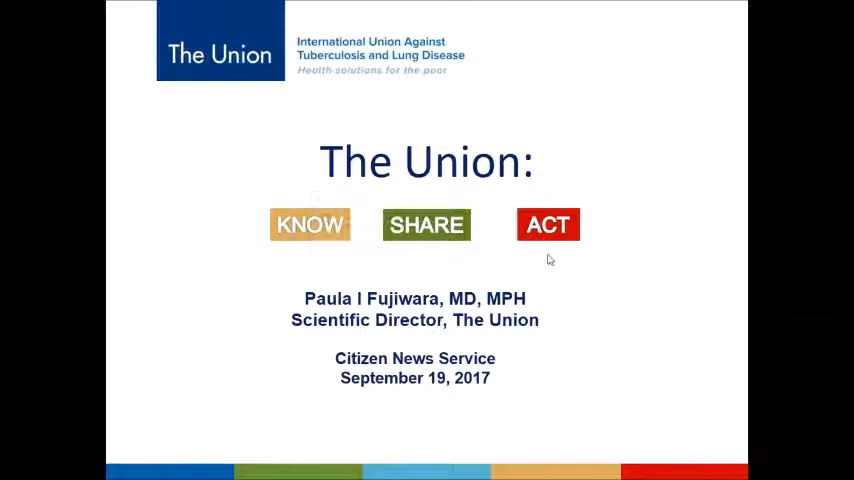 The Union
International Union Against
Tuberculosis and Lung Disease
Health solutions for the poor
The Union:
KNOW SHARE ACT
Paula I Fujiwara, MD, MPH
Scientific Director, The Union
Citizen News Service
September 19, 2017